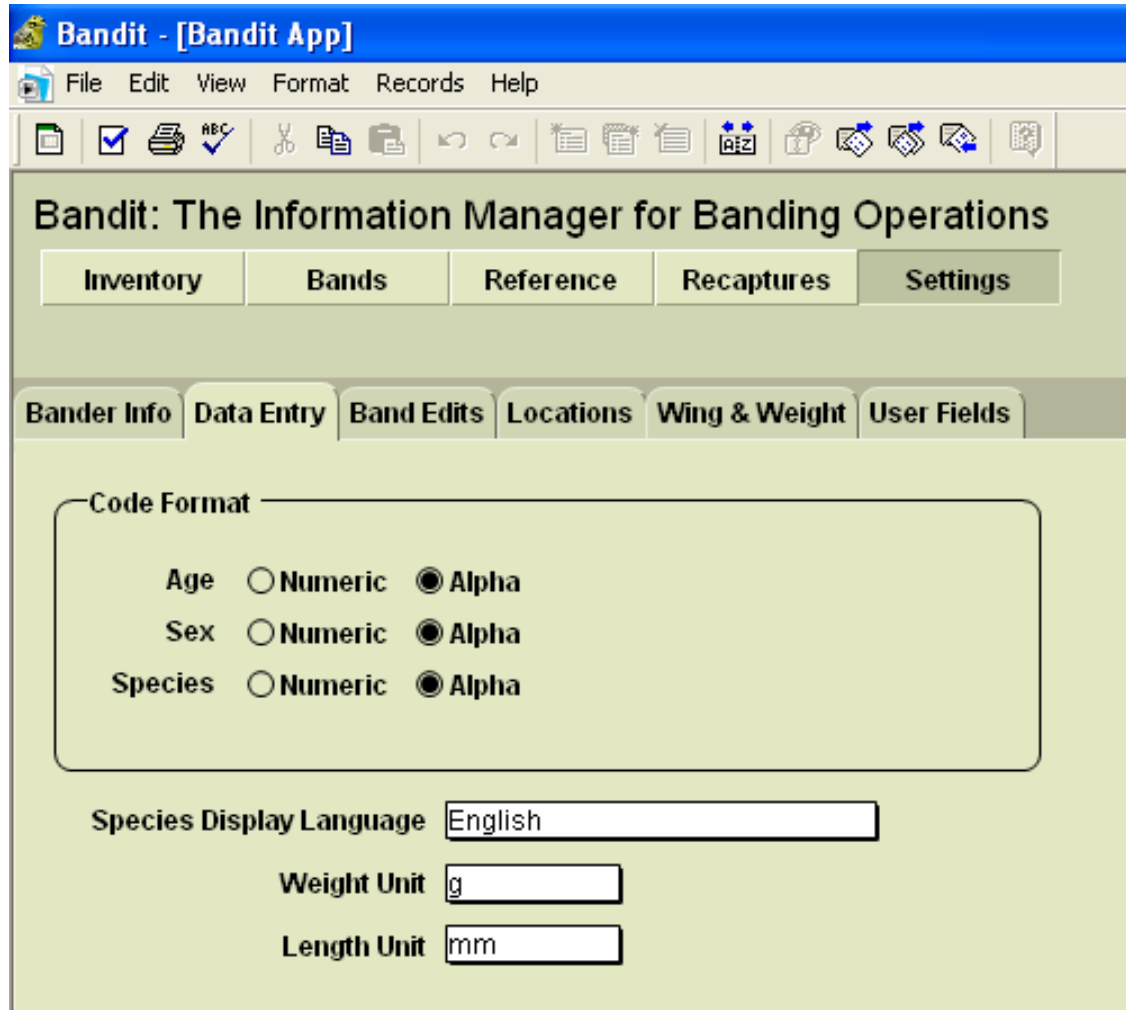 Bandit - [Bandit App]
File Edit View Format Records Help
ABC
AZ
Bandit: The Information Manager for Banding Operations
Inventory Bands Reference Recaptures Settings
Bander Info Data Entry Band Edits Locations Wing & Weight User Fields
Code Format
Age Numeric Alpha
Sex Numeric Alpha
Species Numeric Alpha
Species Display Language English
Weight Unit g
Length Unit mm